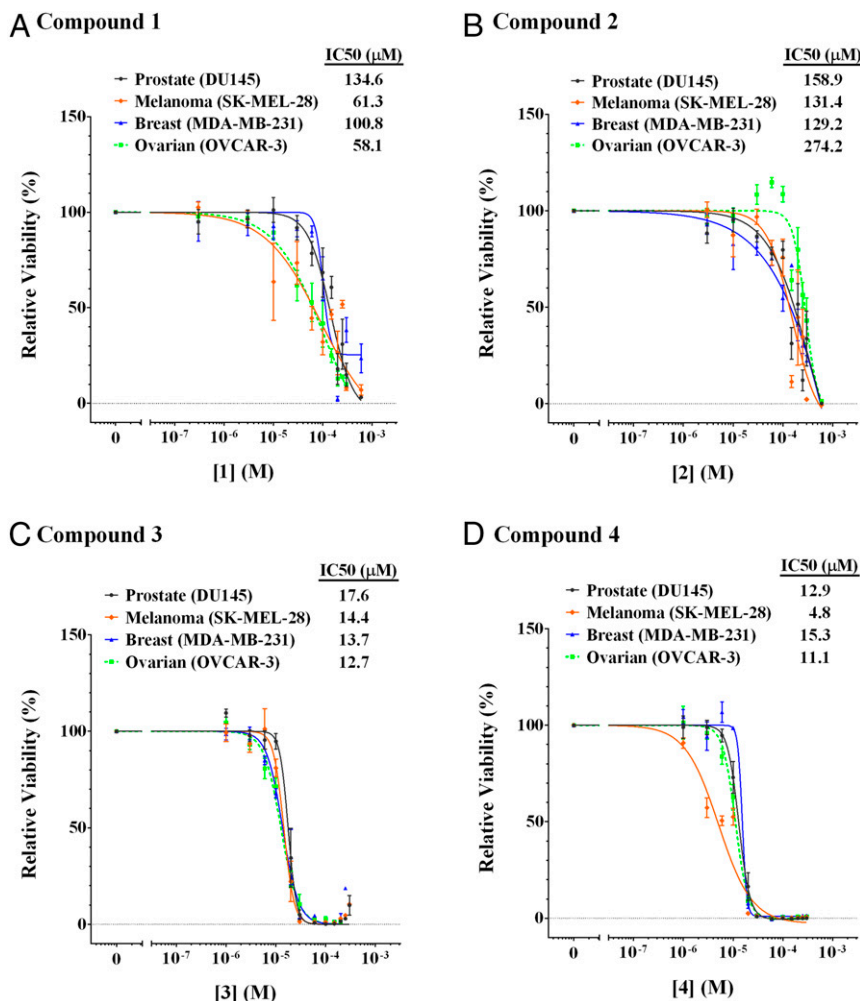 A Compound 1
IC50 (μM)
Prostate (DU145) 134.6
Melanoma (SK-MEL-28) 61.3
Breast (MDA-MB-231) 100.8
Ovarian (OVCAR-3) 58.1
150
100
50
0
Relative Viability (%)
0 10-7 10-6 10-5 10-4 10-3
[1] (M)
B Compound 2
IC50 (μM)
Prostate (DU145) 158.9
Melanoma (SK-MEL-28) 131.4
Breast (MDA-MB-231) 129.2
Ovarian (OVCAR-3) 274.2
150
100
50
0
Relative Viability (%)
0 10-7 10-6 10-5 10-4 10-3
[2] (M)
C Compound 3
IC50 (μM)
Prostate (DU145) 17.6
Melanoma (SK-MEL-28) 14.4
Breast (MDA-MB-231) 13.7
Ovarian (OVCAR-3) 12.7
150
100
50
0
Relative Viability (%)
0 10-7 10-6 10-5 10-4 10-3
[3] (M)
D Compound 4
IC50 (μM)
Prostate (DU145) 12.9
Melanoma (SK-MEL-28) 4.8
Breast (MDA-MB-231) 15.3
Ovarian (OVCAR-3) 11.1
150
100
50
0
Relative Viability (%)
0 10-7 10-6 10-5 10-4 10-3
[4] (M)